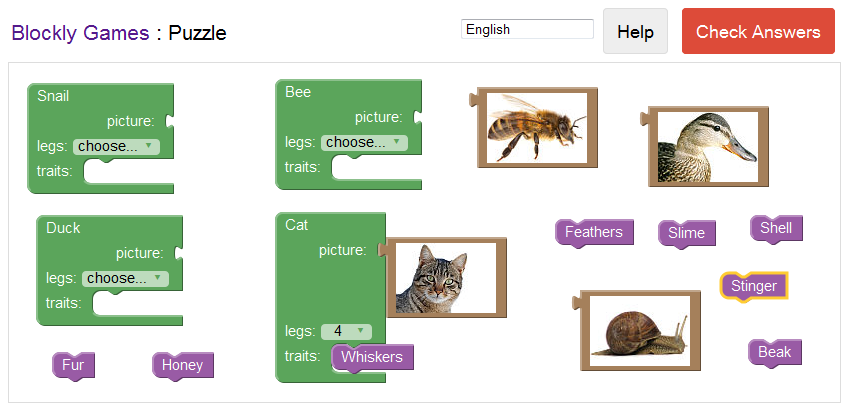 Blockly Games : Puzzle
English
Help
Check Answers
Snail
picture:
legs: choose...
traits:
Bee
picture:
legs: choose...
traits:
Duck
picture:
legs: choose...
traits:
Cat
picture:
legs: 4
traits: Whiskers
Feathers
Slime
Shell
Stinger
Beak
Fur
Honey